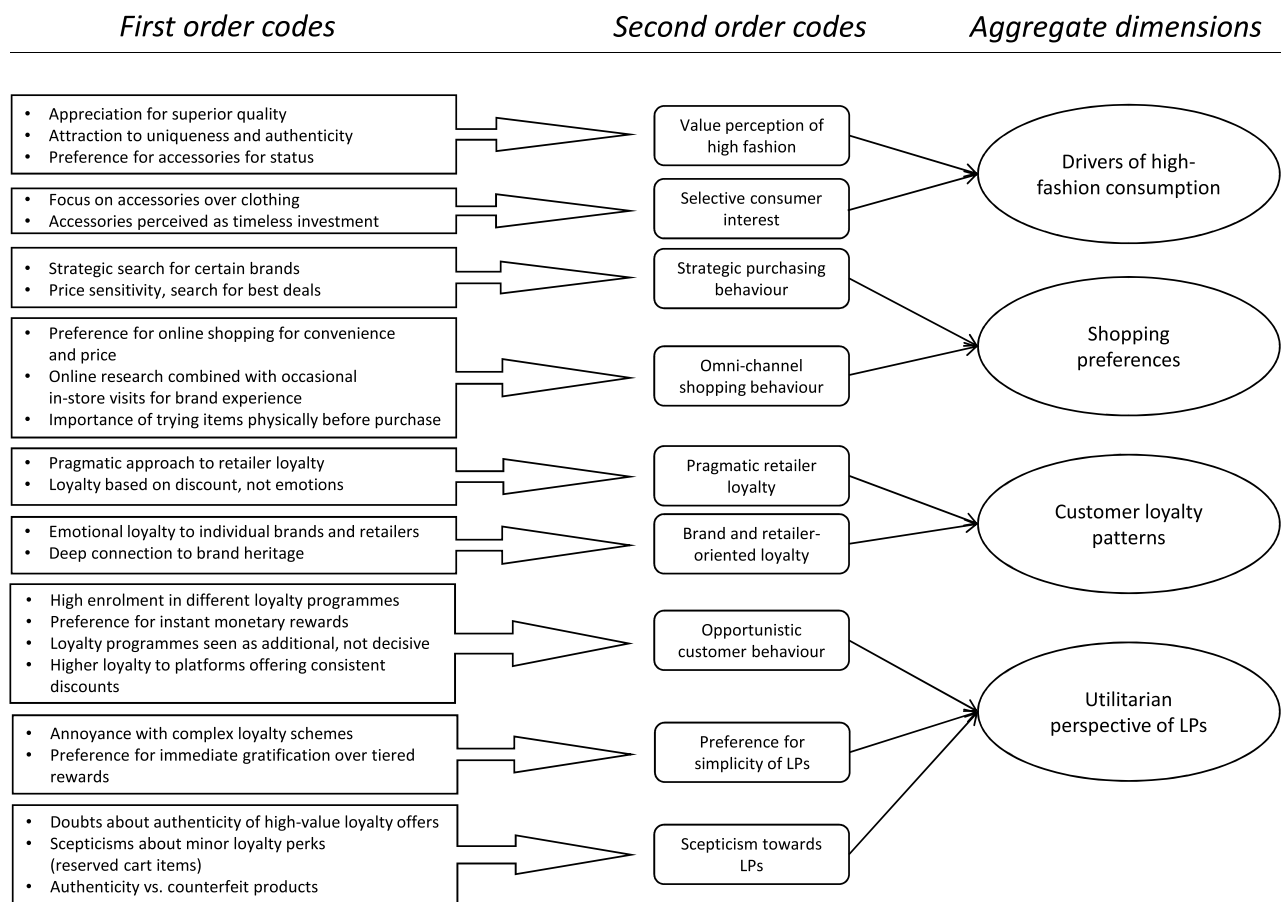 First order codes
Second order codes
Aggregate dimensions
• Appreciation for superior quality
• Attraction to uniqueness and authenticity
• Preference for accessories for status
Value perception of
high fashion
Drivers of high-
fashion consumption
• Focus on accessories over clothing
• Accessories perceived as timeless investment
Selective consumer
interest
• Strategic search for certain brands
• Price sensitivity, search for best deals
Strategic purchasing
behaviour
Shopping
preferences
• Preference for online shopping for convenience
and price
• Online research combined with occasional
in-store visits for brand experience
• Importance of trying items physically before purchase
Omni-channel
shopping behaviour
• Pragmatic approach to retailer loyalty
• Loyalty based on discount, not emotions
Pragmatic retailer
loyalty
Customer loyalty
patterns
• Emotional loyalty to individual brands and retailers
• Deep connection to brand heritage
Brand and retailer-
oriented loyalty
• High enrolment in different loyalty programmes
• Preference for instant monetary rewards
• Loyalty programmes seen as additional, not decisive
• Higher loyalty to platforms offering consistent
discounts
Opportunistic
customer behaviour
Utilitarian
perspective of LPs
• Annoyance with complex loyalty schemes
• Preference for immediate gratification over tiered
rewards
Preference for
simplicity of LPs
• Doubts about authenticity of high-value loyalty offers
• Scepticisms about minor loyalty perks
(reserved cart items)
• Authenticity vs. counterfeit products
Scepticism towards
LPs